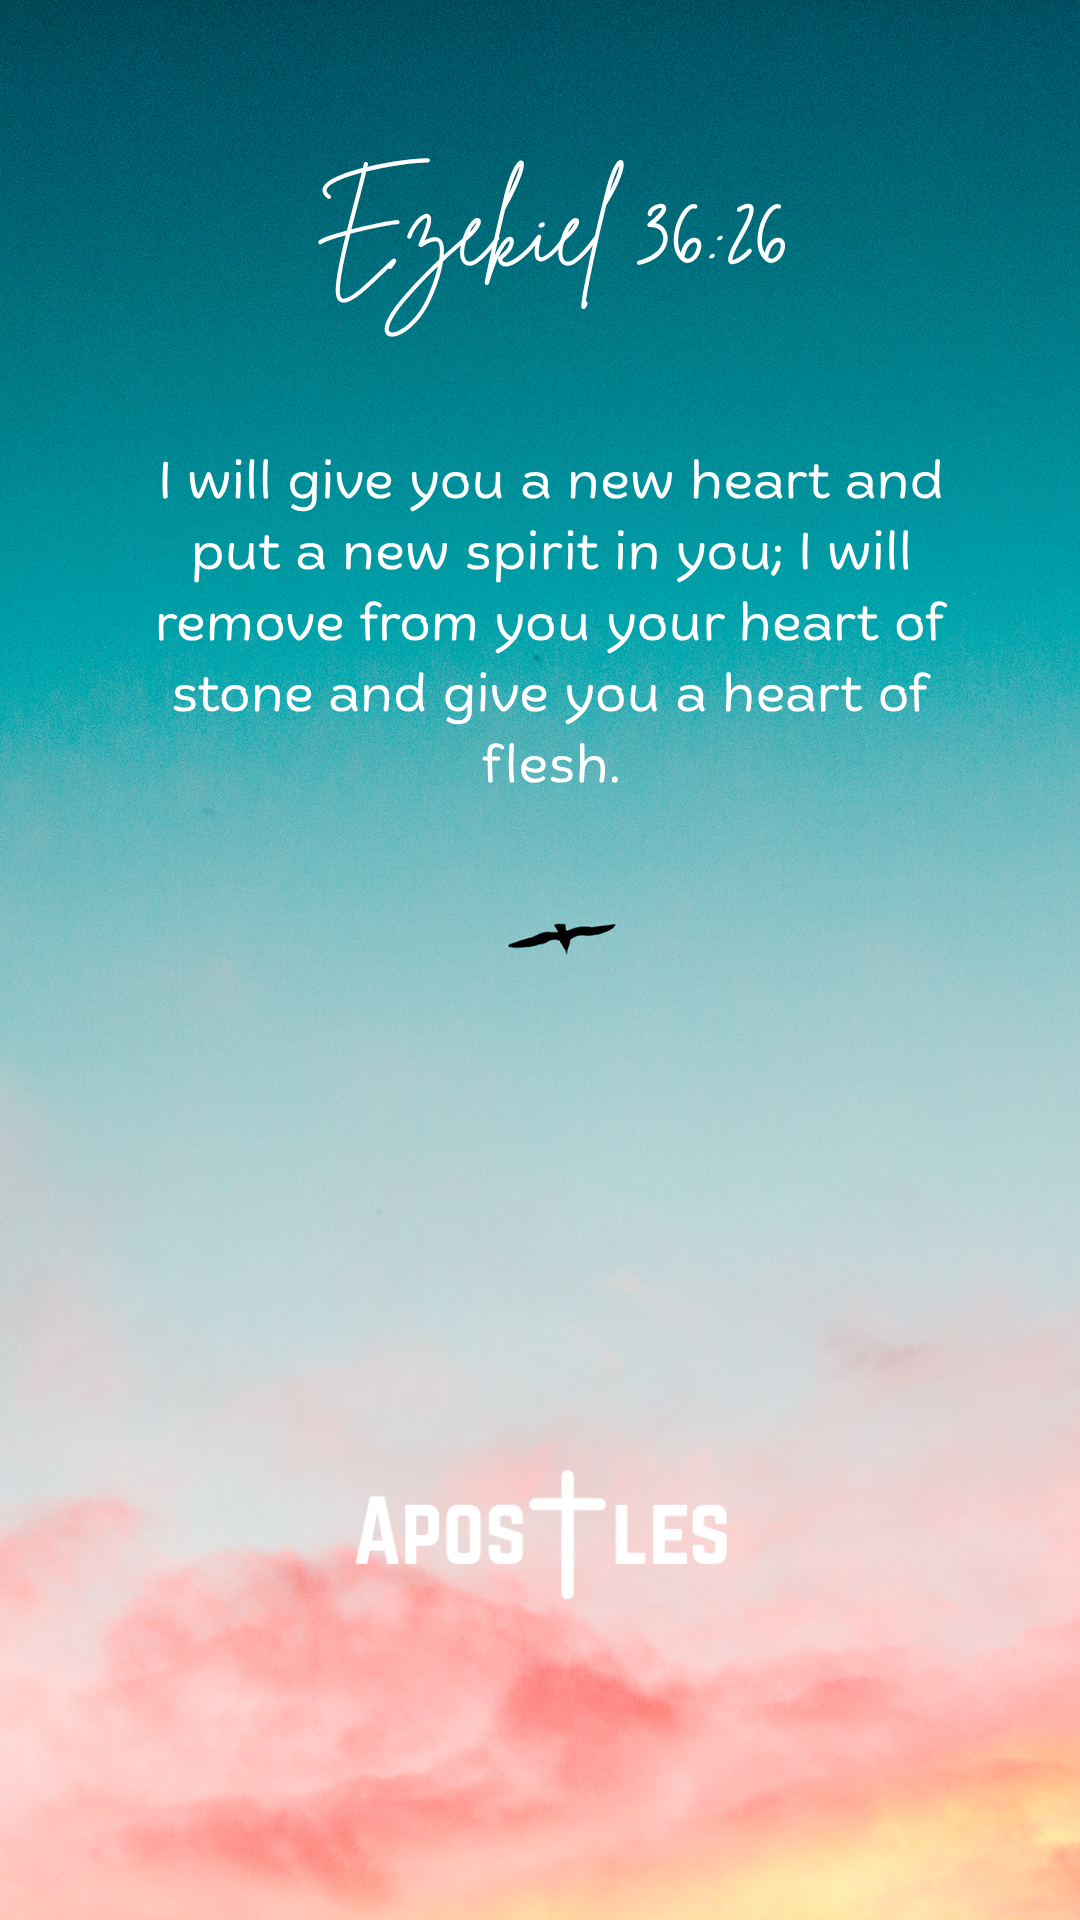 Ezekiel 36:26
I will give you a new heart and
put a new spirit in you; I will
remove from you your heart of
stone and give you a heart of
flesh.
APOSTLES